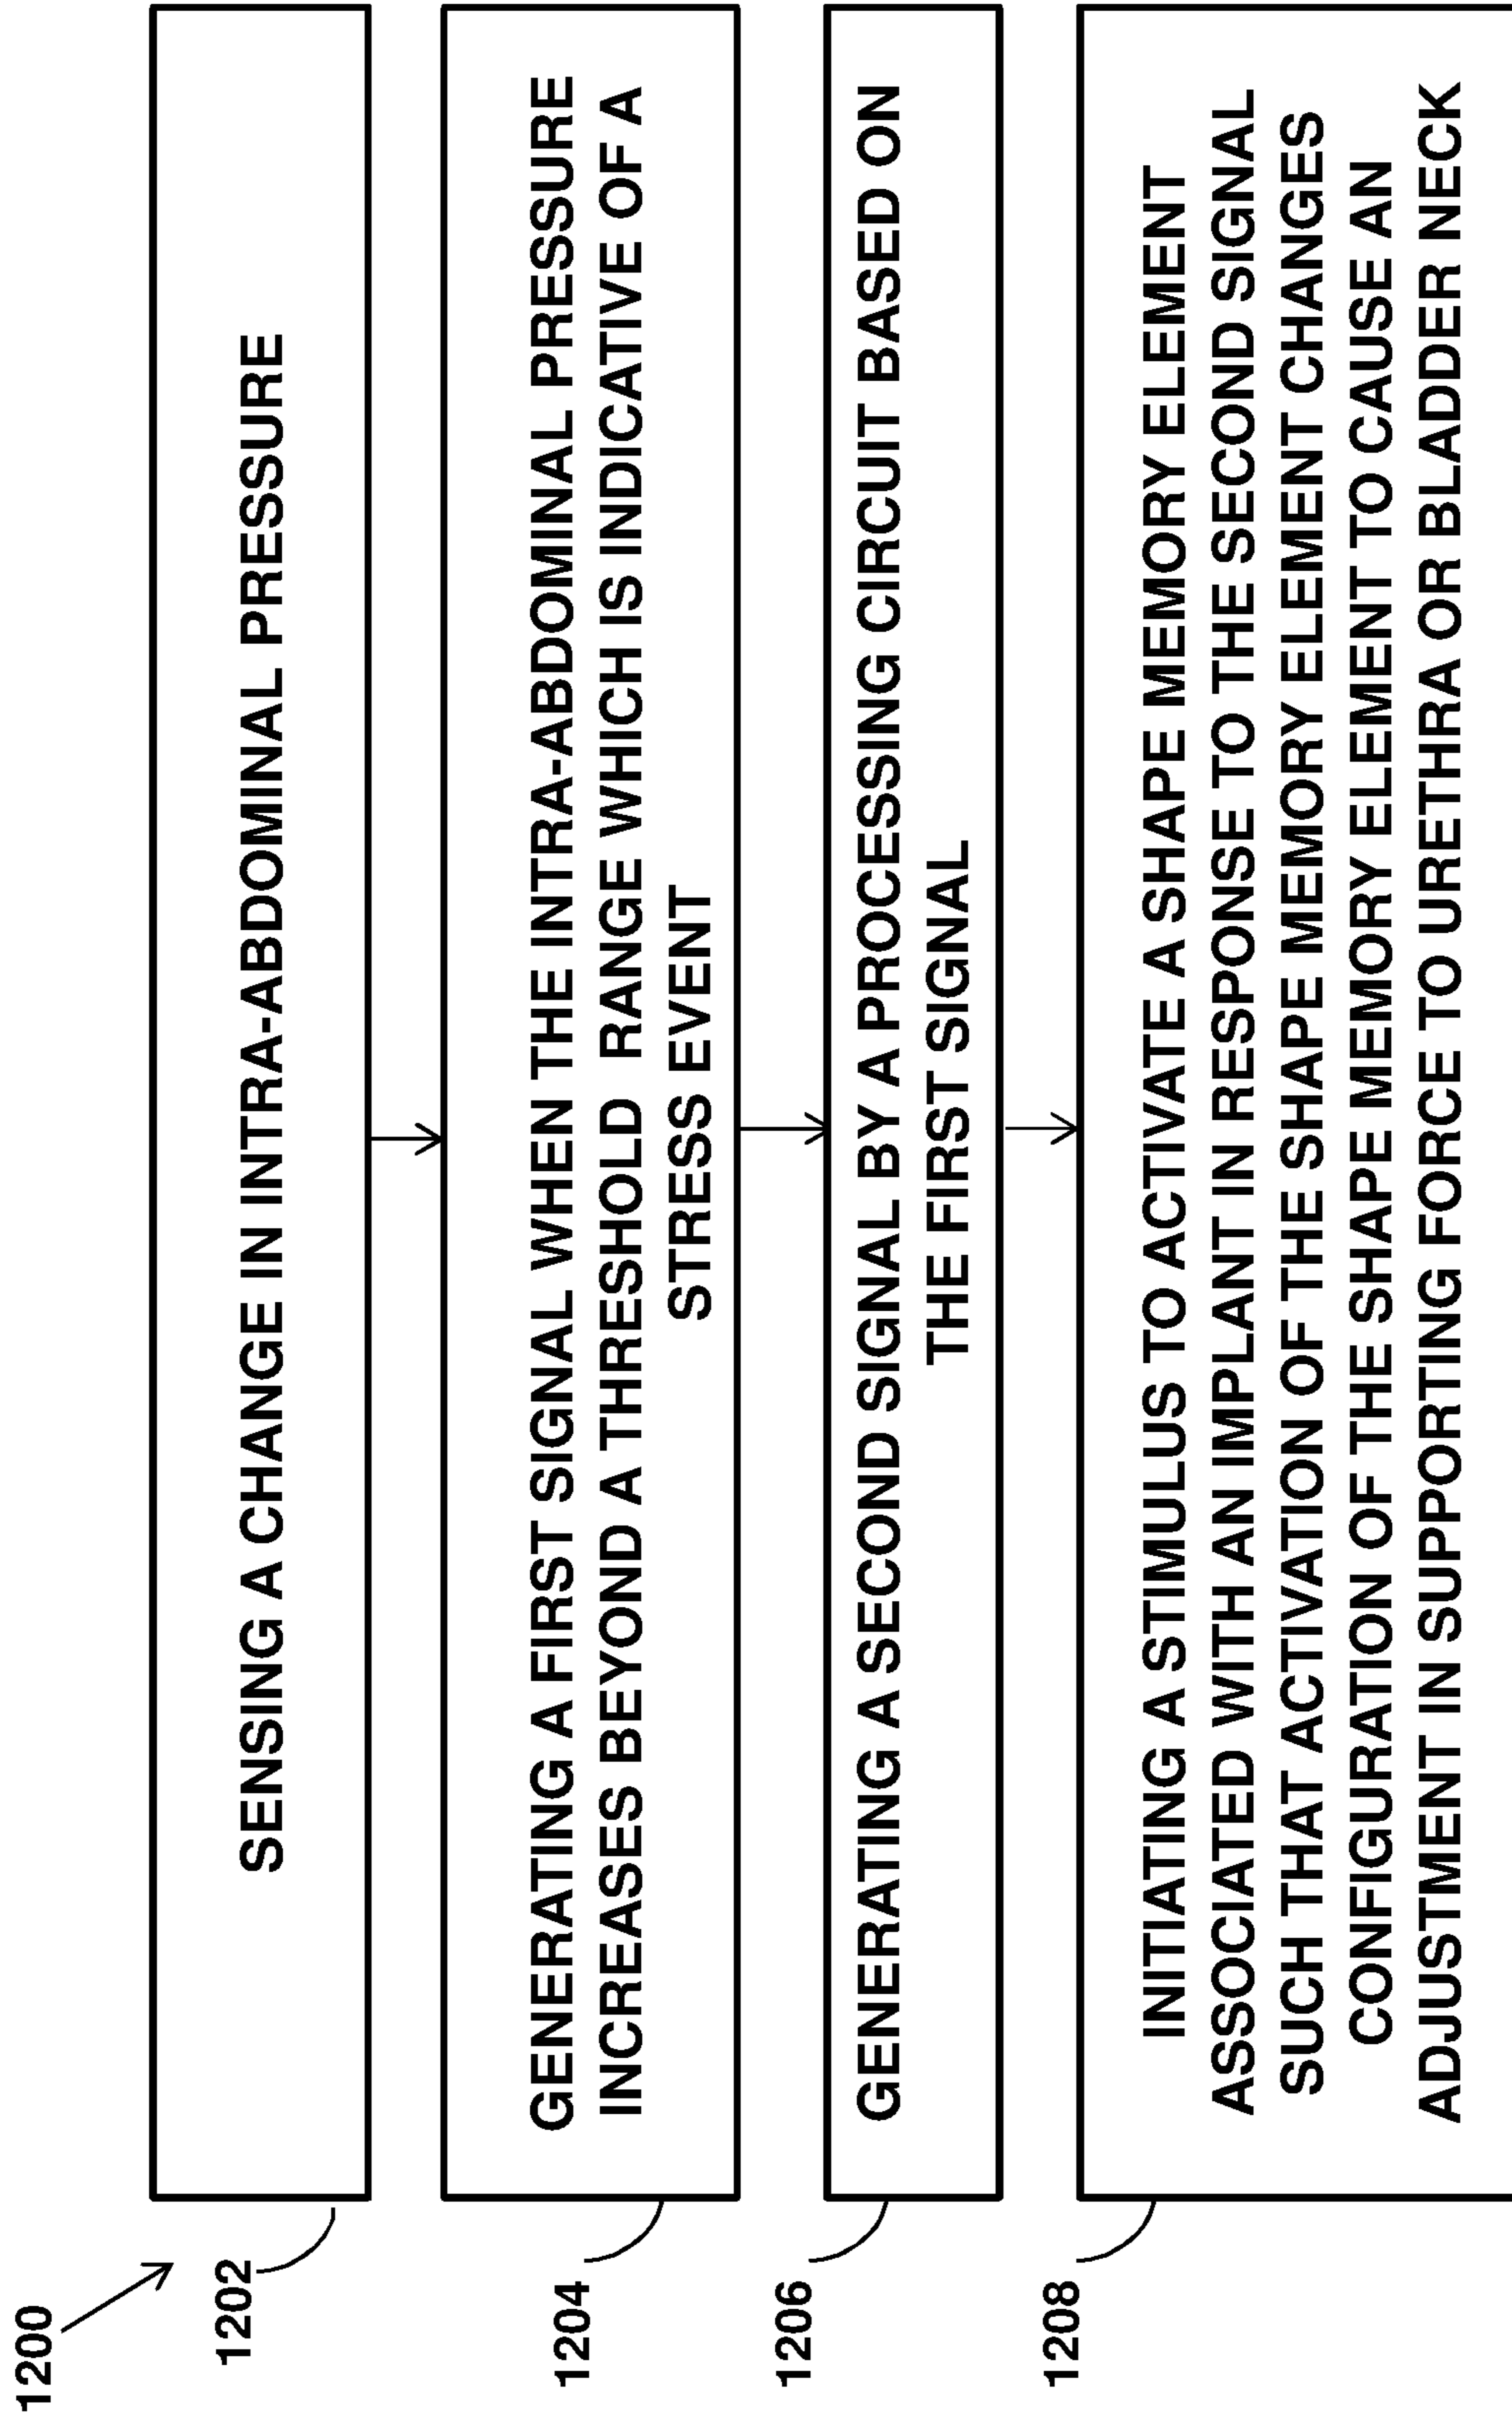 1200
1202
SENSING A CHANGE IN INTRA-ABDOMINAL PRESSURE
1204
GENERATING A FIRST SIGNAL WHEN THE INTRA-ABDOMINAL PRESSURE
INCREASES BEYOND A THRESHOLD RANGE WHICH IS INDICATIVE OF A
STRESS EVENT
1206
GENERATING A SECOND SIGNAL BY A PROCESSING CIRCUIT BASED ON
THE FIRST SIGNAL
1208
INITIATING A STIMULUS TO ACTIVATE A SHAPE MEMORY ELEMENT
ASSOCIATED WITH AN IMPLANT IN RESPONSE TO THE SECOND SIGNAL
SUCH THAT ACTIVATION OF THE SHAPE MEMORY ELEMENT CHANGES
CONFIGURATION OF THE SHAPE MEMORY ELEMENT TO CAUSE AN
ADJUSTMENT IN SUPPORTING FORCE TO URETHRA OR BLADDER NECK